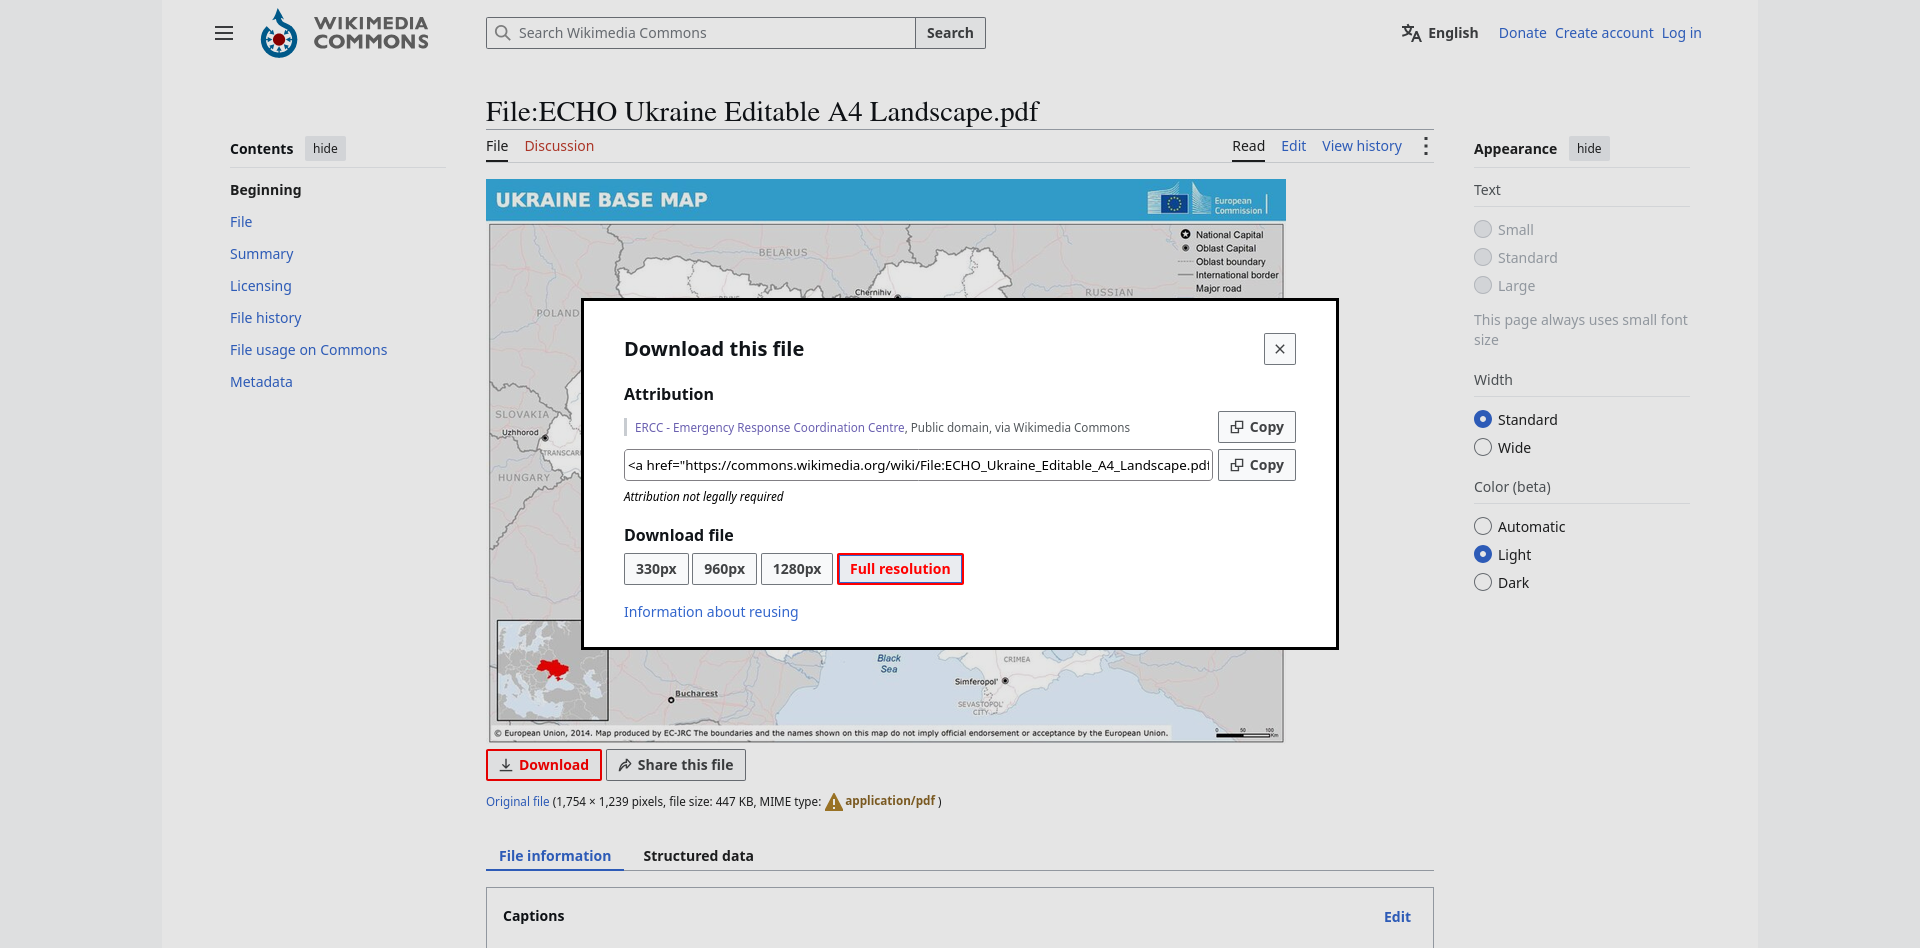 WIKIMEDIA
COMMONS
Search Wikimedia Commons
Search
English
Donate
Create account
Log in
File:ECHO Ukraine Editable A4 Landscape.pdf
File
Discussion
Read
Edit
View history
Contents
hide
Beginning
File
Summary
Licensing
File history
File usage on Commons
Metadata
UKRAINE BASE MAP
European
Commission
National Capital
Oblast Capital
Oblast boundary
International border
Major road
BELARUS
Chernihiv
RUSSIAN
POLAND
SLOVAKIA
Uzhhorod
TRANSCAR
HUNGARY
Download this file
Attribution
ERCC - Emergency Response Coordination Centre, Public domain, via Wikimedia Commons
Copy
<a href="https://commons.wikimedia.org/wiki/File:ECHO_Ukraine_Editable_A4_Landscape.pdf
Copy
Attribution not legally required
Download file
330px
960px
1280px
Full resolution
Information about reusing
Black
Sea
CRIMEA
Simferopol'
SEVASTOPOL'
CITY
Bucharest
© European Union, 2014. Map produced by EC-JRC The boundaries and the names shown on this map do not imply official endorsement or acceptance by the European Union.
0 50 100
Km
Download
Share this file
Original file (1,754 × 1,239 pixels, file size: 447 KB, MIME type: application/pdf )
File information
Structured data
Captions
Edit
Appearance
hide
Text
Small
Standard
Large
This page always uses small font
size
Width
Standard
Wide
Color (beta)
Automatic
Light
Dark